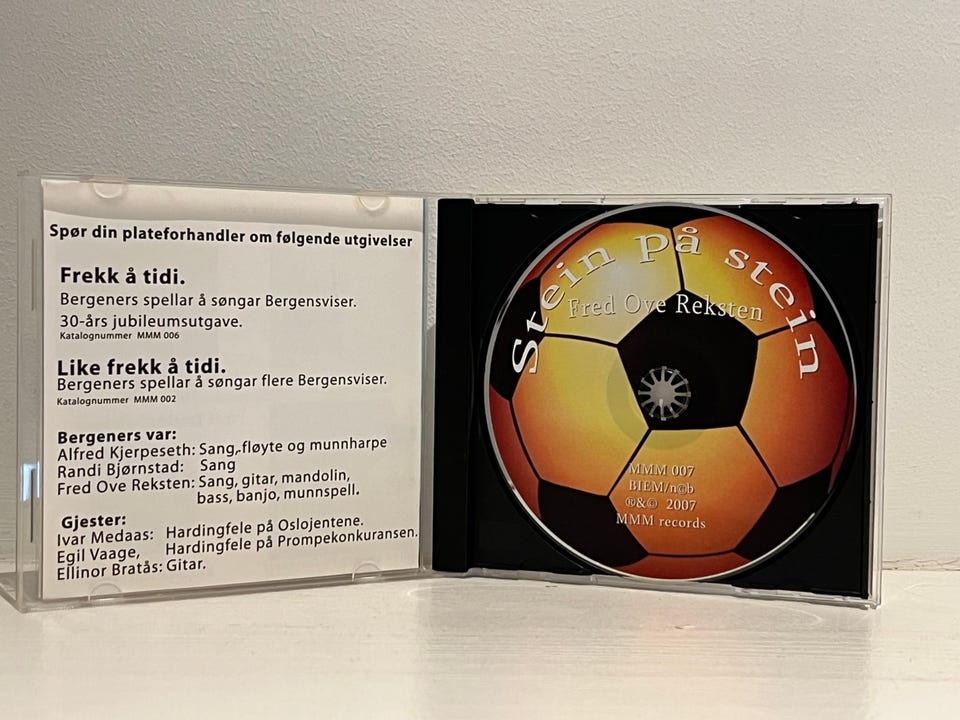 Spør din plateforhandler om følgende utgivelser
Frekk å tidi.
Bergeners spellar å søngar Bergensviser.
30-års jubileumsutgave.
Katalognummer MMM 006
Like frekk å tidi.
Bergeners spellar å søngar flere Bergensviser.
Katalognummer MMM 002
Bergeners var:
Alfred Kjerpeseth: Sang, fløyte og munnharpe
Randi Bjørnstad: Sang
Fred Ove Reksten: Sang, gitar, mandolin,
bass, banjo, munnspell.
Gjester:
Ivar Medaas: Hardingfele på Oslojentene.
Egil Vaage, Hardingfele på Prompekonkuransen.
Ellinor Bratås: Gitar.
Stein på stein
Fred Ove Reksten
MMM 007
BIEM/n©b
®&© 2007
MMM records